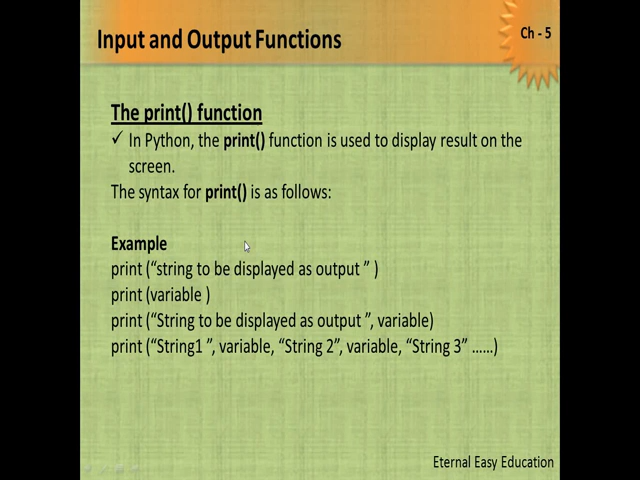 Input and Output Functions
Ch - 5
The print() function
✓ In Python, the print() function is used to display result on the
screen.
The syntax for print() is as follows:
Example
print (“string to be displayed as output ” )
print (variable )
print (“String to be displayed as output ”, variable)
print (“String1 ”, variable, “String 2”, variable, “String 3” ……)
Eternal Easy Education